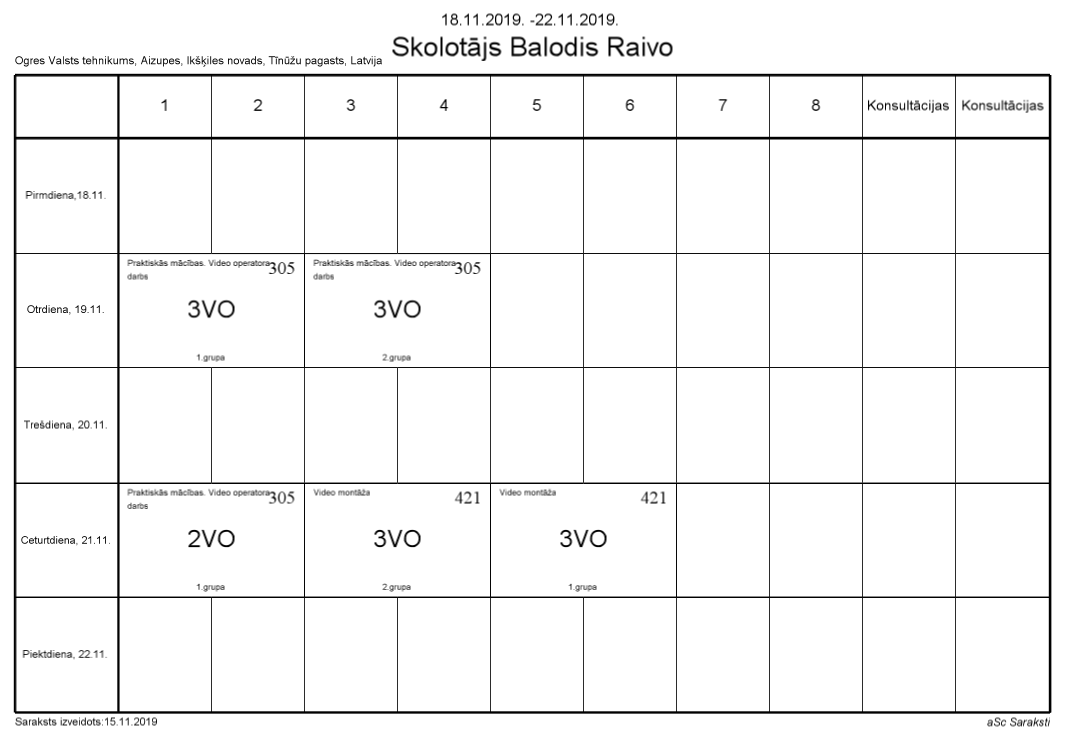 18.11.2019. -22.11.2019.
Skolotājs Balodis Raivo
Ogres Valsts tehnikums, Aizupes, Ikšķiles novads, Tīnūžu pagasts, Latvija
1 2 3 4 5 6 7 8 Konsultācijas Konsultācijas
Pirmdiena,18.11.
Praktiskās mācības. Video operatora 305 Praktiskās mācības. Video operatora 305
darbs darbs
Otrdiena, 19.11. 3VO 3VO
1.grupa 2.grupa
Trešdiena, 20.11.
Praktiskās mācības. Video operatora 305 Video montāža 421 Video montāža 421
darbs
Ceturtdiena, 21.11. 2VO 3VO 3VO
1.grupa 2.grupa 1.grupa
Piektdiena, 22.11.
Saraksts izveidots:15.11.2019 aSc Saraksti